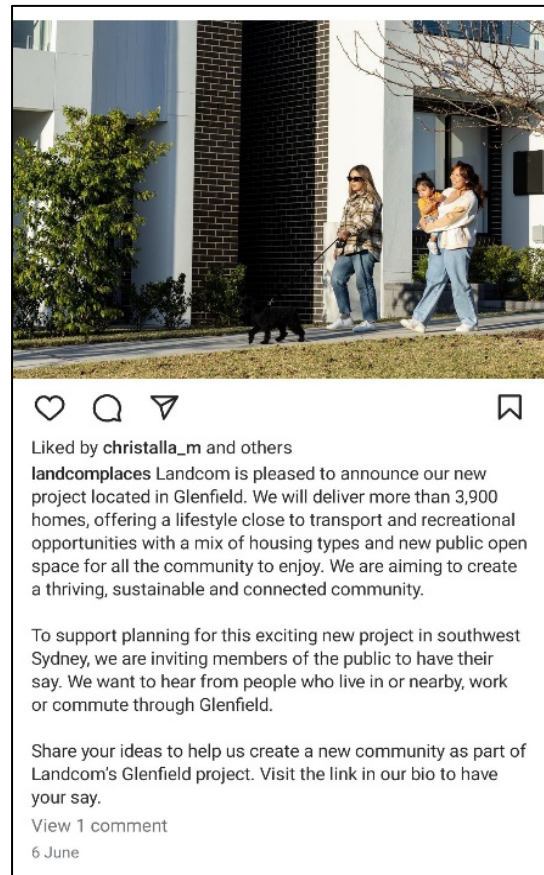 Liked by christalla_m and others
landcomplaces Landcom is pleased to announce our new
project located in Glenfield. We will deliver more than 3,900
homes, offering a lifestyle close to transport and recreational
opportunities with a mix of housing types and new public open
space for all the community to enjoy. We are aiming to create
a thriving, sustainable and connected community.
To support planning for this exciting new project in southwest
Sydney, we are inviting members of the public to have their
say. We want to hear from people who live in or nearby, work
or commute through Glenfield.
Share your ideas to help us create a new community as part of
Landcom's Glenfield project. Visit the link in our bio to have
your say.
View 1 comment
6 June